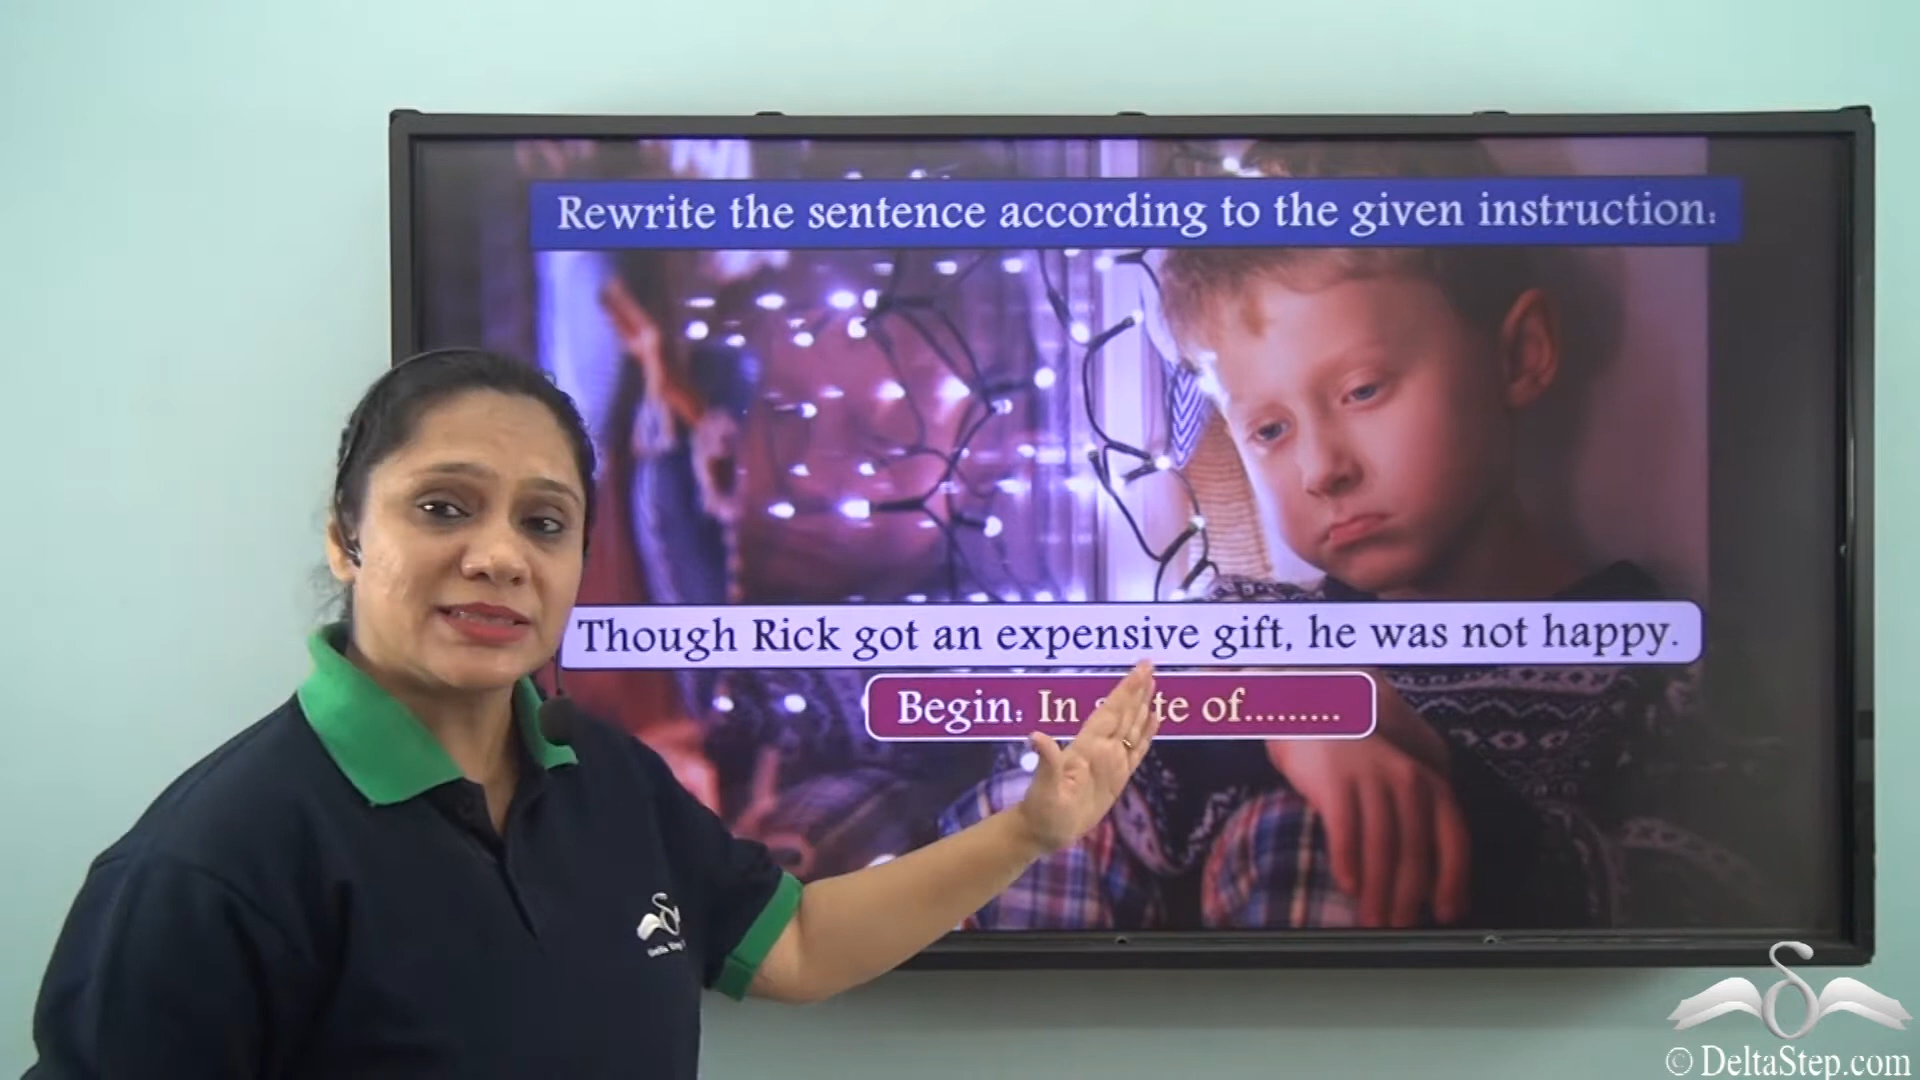 Rewrite the sentence according to the given instruction:
Though Rick got an expensive gift, he was not happy.
Begin: In of.........
© DeltaStep.com